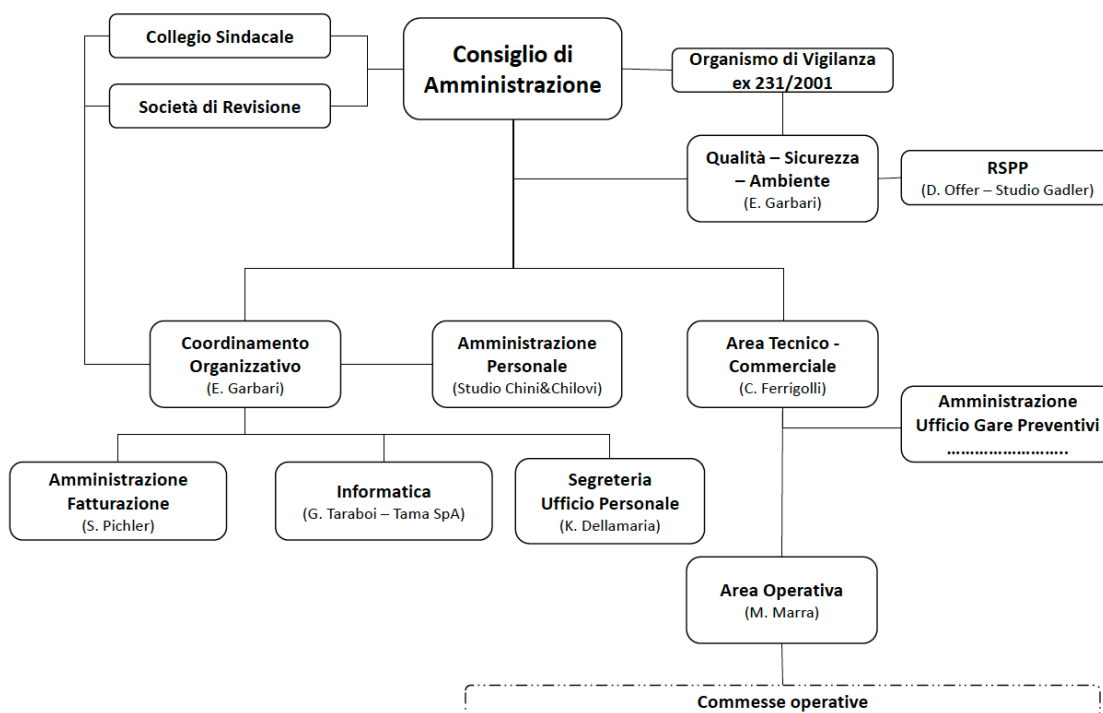 Collegio Sindacale
Consiglio di
Amministrazione
Organismo di Vigilanza
ex 231/2001
Società di Revisione
Qualità – Sicurezza
– Ambiente
(E. Garbari)
RSPP
(D. Offer – Studio Gadler)
Coordinamento
Organizzativo
(E. Garbari)
Amministrazione
Personale
(Studio Chini&Chilovi)
Area Tecnico -
Commerciale
(C. Ferrigolli)
Amministrazione
Ufficio Gare Preventivi
……………………..
Amministrazione
Fatturazione
(S. Pichler)
Informatica
(G. Taraboi – Tama SpA)
Segreteria
Ufficio Personale
(K. Dellamaria)
Area Operativa
(M. Marra)
Commesse operative